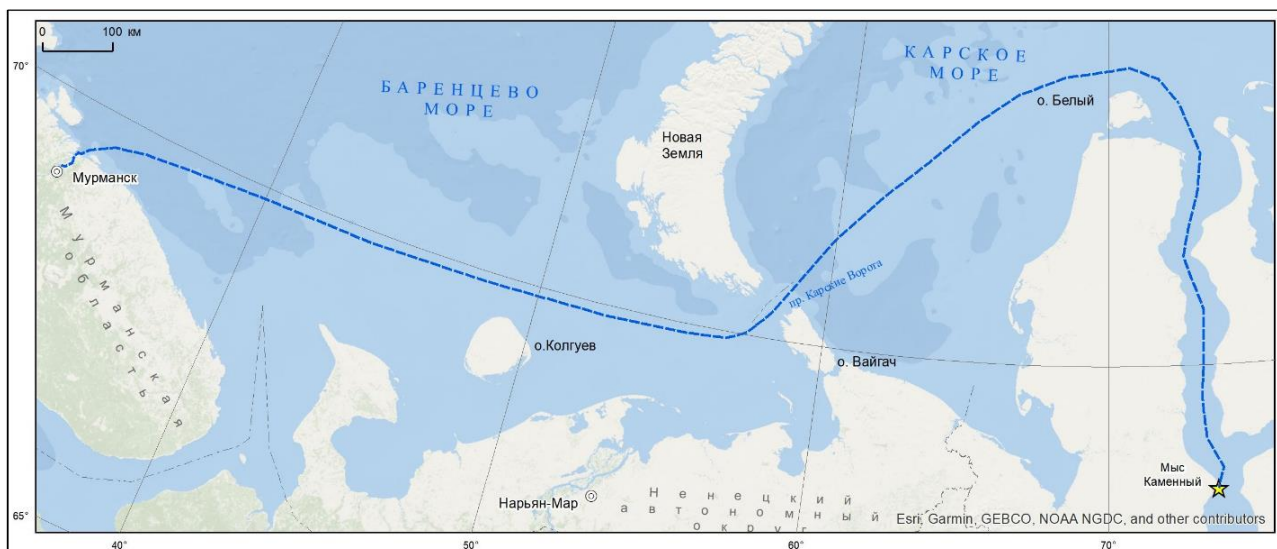 0 100 км
70°
БАРЕНЦЕВО
МОРЕ
КАРСКОЕ
МОРЕ
о. Белый
Новая
Земля
Мурманск
Мурманская
область
пр. Карские Ворота
о.Колгуев
о. Вайгач
Мыс
Каменный
Нарьян-Мар
Ненецкий
автономный
округ
Esri, Garmin, GEBCO, NOAA NGDC, and other contributors
65°
40°
50°
60°
70°